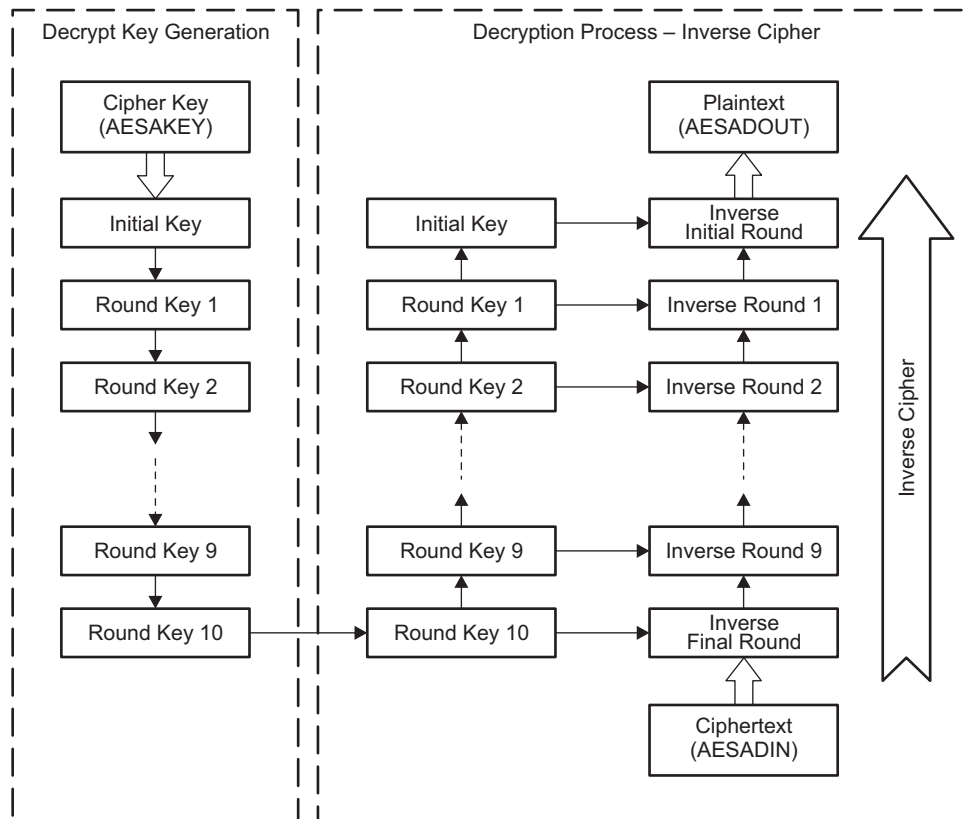 Decrypt Key Generation
Cipher Key
(AESAKEY)
Initial Key
Round Key 1
Round Key 2
Round Key 9
Round Key 10
Decryption Process – Inverse Cipher
Plaintext
(AESADOUT)
Initial Key
Inverse
Initial Round
Round Key 1
Inverse Round 1
Round Key 2
Inverse Round 2
Round Key 9
Inverse Round 9
Round Key 10
Inverse
Final Round
Ciphertext
(AESADIN)
Inverse Cipher